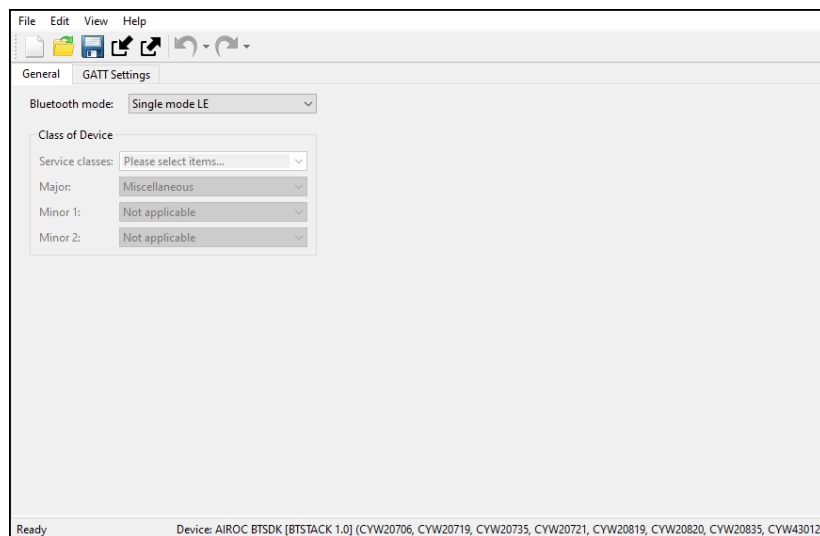 File Edit View Help
General GATT Settings
Bluetooth mode: Single mode LE
Class of Device
Service classes: Please select items...
Major: Miscellaneous
Minor 1: Not applicable
Minor 2: Not applicable
Ready Device: AIROC BTSDK [BTSTACK 1.0] (CYW20706, CYW20719, CYW20735, CYW20721, CYW20819, CYW20820, CYW20835, CYW43012